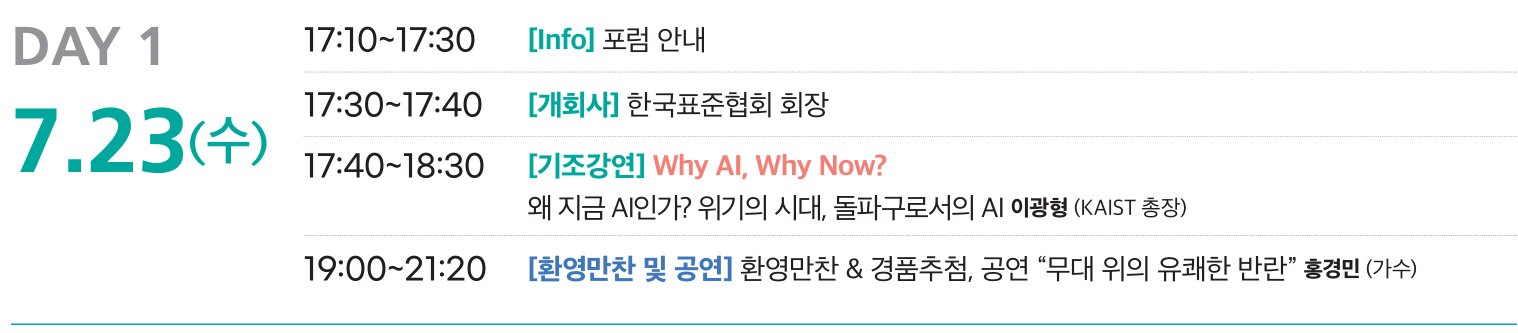 DAY 1
7.23(수)
17:10~17:30 [Info] 포럼 안내
17:30~17:40 [개회사] 한국표준협회 회장
17:40~18:30 [기조강연] Why AI, Why Now?
왜 지금 AI인가? 위기의 시대, 돌파구로서의 AI 이광형 (KAIST 총장)
19:00~21:20 [환영만찬 및 공연] 환영만찬 & 경품추첨, 공연 “무대 위의 유쾌한 반란” 홍경민 (가수)